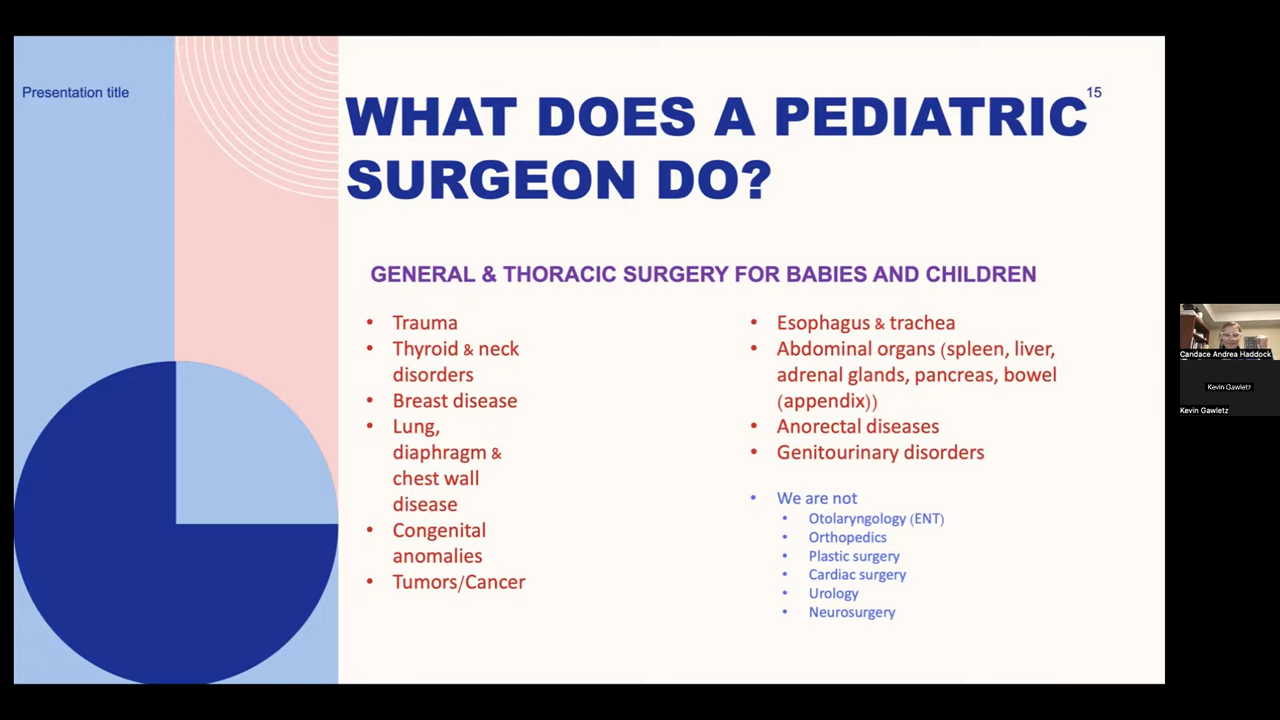 Presentation title
15
WHAT DOES A PEDIATRIC
SURGEON DO?
GENERAL & THORACIC SURGERY FOR BABIES AND CHILDREN
• Trauma
• Thyroid & neck
disorders
• Breast disease
• Lung,
diaphragm &
chest wall
disease
• Congenital
anomalies
• Tumors/Cancer
• Esophagus & trachea
• Abdominal organs (spleen, liver,
adrenal glands, pancreas, bowel
(appendix))
• Anorectal diseases
• Genitourinary disorders
• We are not
• Otolaryngology (ENT)
• Orthopedics
• Plastic surgery
• Cardiac surgery
• Urology
• Neurosurgery
Candace Andrea Haddock
Kevin Gawletz
Kevin Gawletz